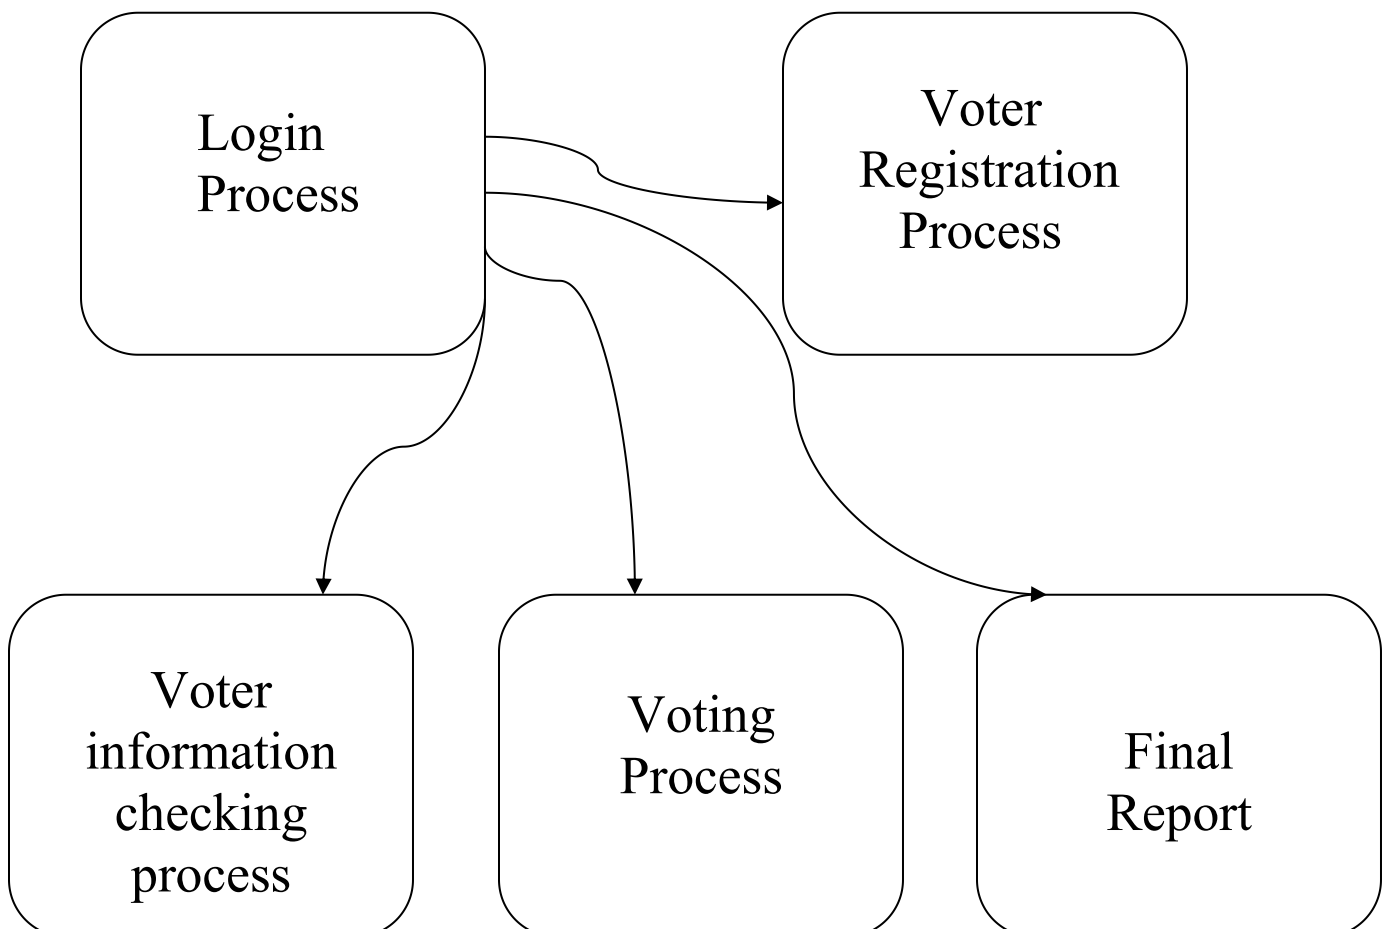 Login
Process
Voter
Registration
Process
Voter
information
checking
process
Voting
Process
Final
Report